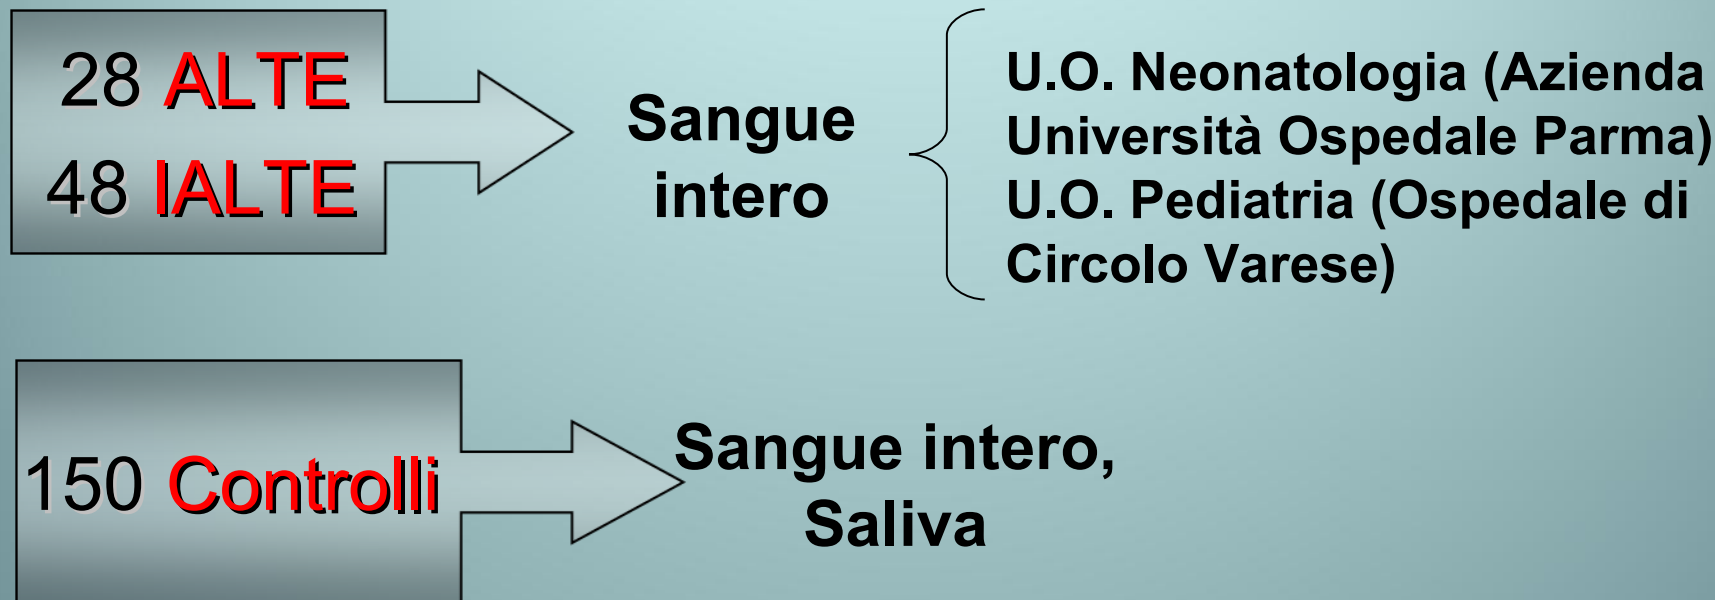 28 ALTE
48 IALTE
Sangue
intero
U.O. Neonatologia (Azienda
Università Ospedale Parma)
U.O. Pediatria (Ospedale di
Circolo Varese)
150 Controlli
Sangue intero,
Saliva